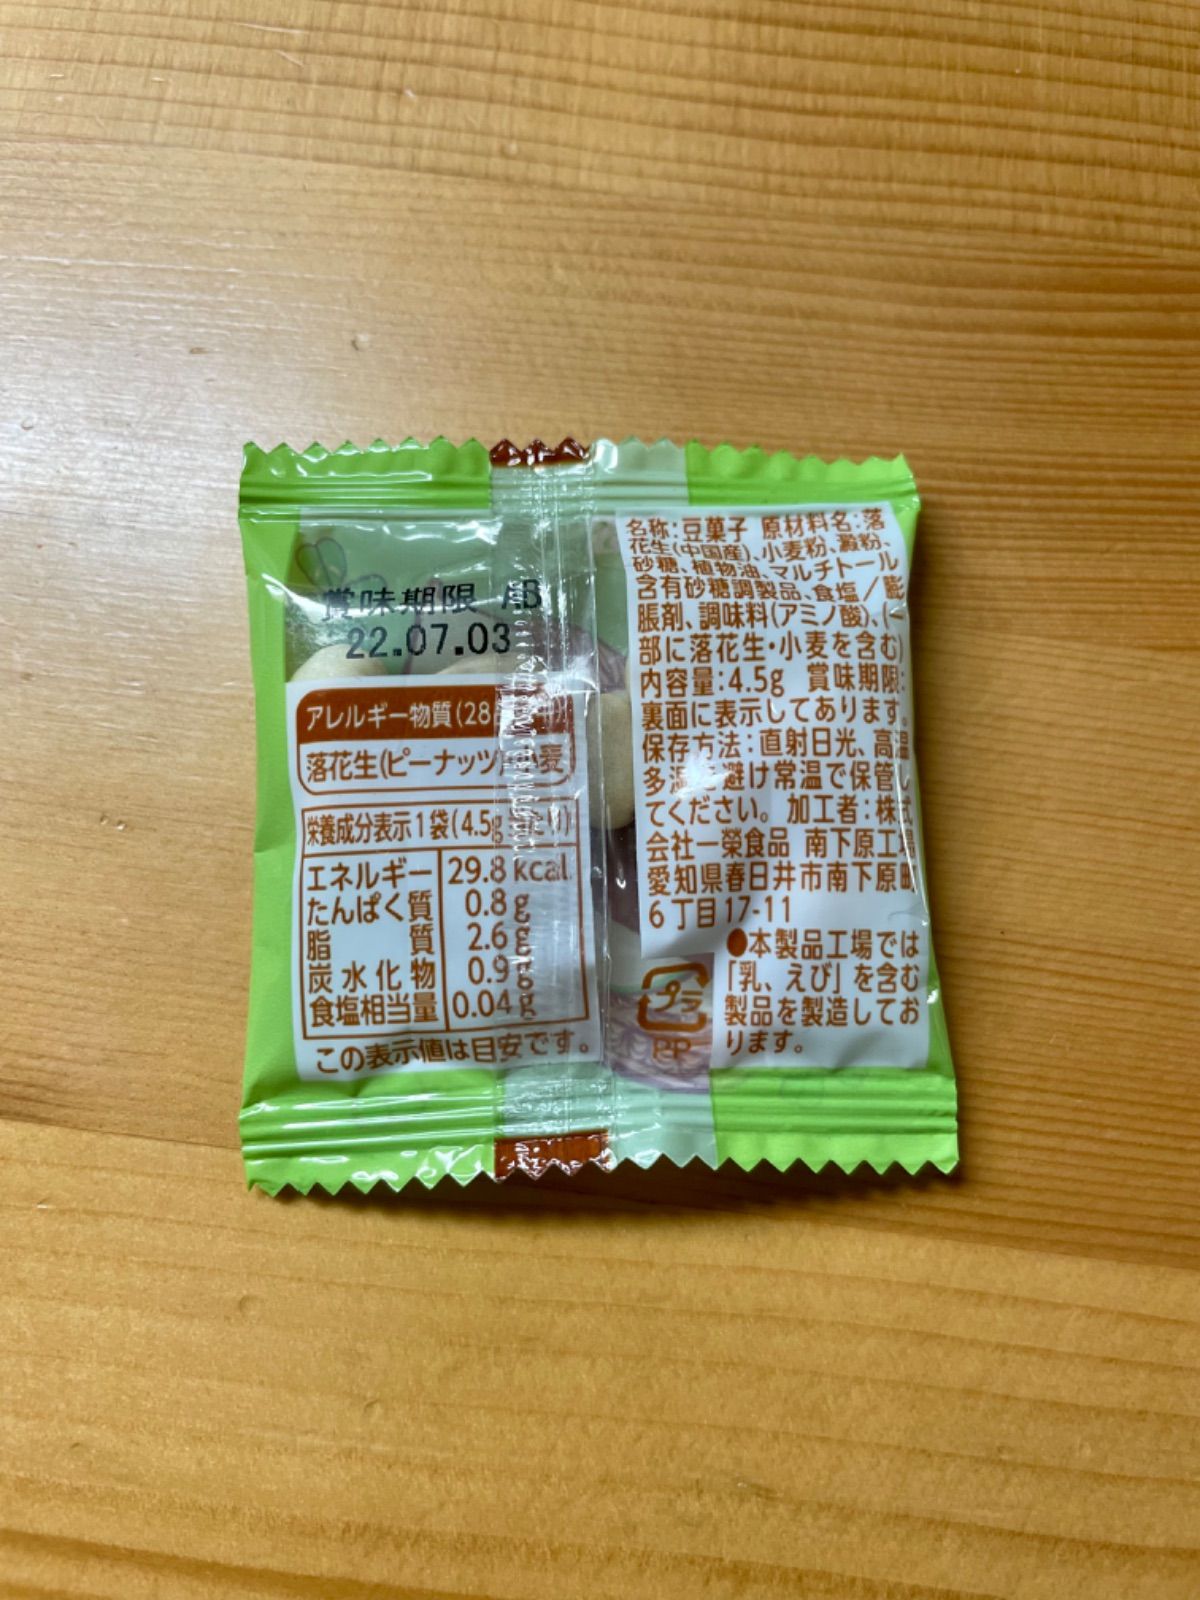 賞味期限 AB
22.07.03
アレルギー物質(28
落花生(ピーナッツ) 小麦
栄養成分表示1袋(4.5g
エネルギー 29.8 kcal
たんぱく質 0.8 g
脂質 2.6 g
炭水化物 0.9 g
食塩相当量 0.04 g
この表示値は目安です。
名称:豆菓子 原材料名:落
花生(中国産)、小麦粉、澱粉、
砂糖、植物油、マルチトール
含有砂糖調製品、食塩/膨
脹剤、調味料(アミノ酸)、(一
部に落花生・小麦を含む)
内容量:4.5g 賞味期限:
裏面に表示してあります。
保存方法:直射日光、高温
多湿を避け常温で保管し
てください。 加工者:株式
会社一榮食品 南下原工場
愛知県春日井市南下原町
6丁目17-11
●本製品工場では
「乳、えび」を含む
製品を製造してお
ります。
プラ
PP